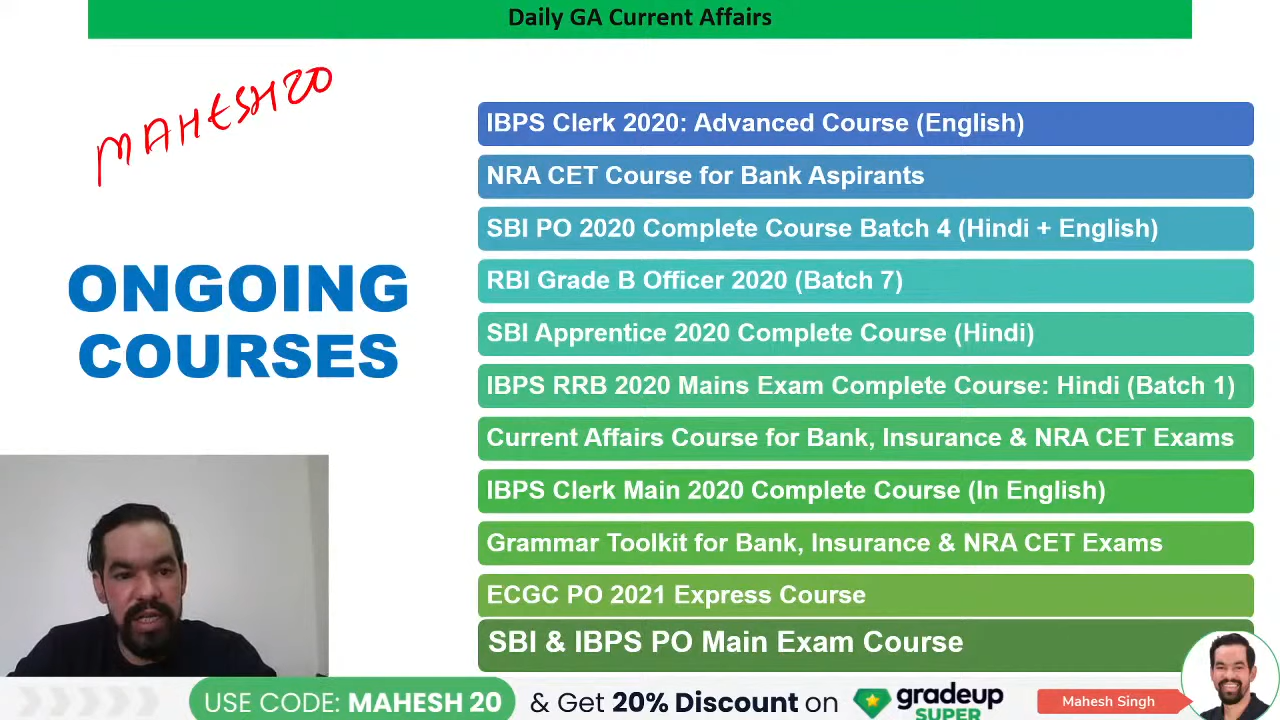 Daily GA Current Affairs
MAHESH20
ONGOING
COURSES
IBPS Clerk 2020: Advanced Course (English)
NRA CET Course for Bank Aspirants
SBI PO 2020 Complete Course Batch 4 (Hindi + English)
RBI Grade B Officer 2020 (Batch 7)
SBI Apprentice 2020 Complete Course (Hindi)
IBPS RRB 2020 Mains Exam Complete Course: Hindi (Batch 1)
Current Affairs Course for Bank, Insurance & NRA CET Exams
IBPS Clerk Main 2020 Complete Course (In English)
Grammar Toolkit for Bank, Insurance & NRA CET Exams
ECGC PO 2021 Express Course
SBI & IBPS PO Main Exam Course
USE CODE: MAHESH 20 & Get 20% Discount on gradeup SUPER
Mahesh Singh